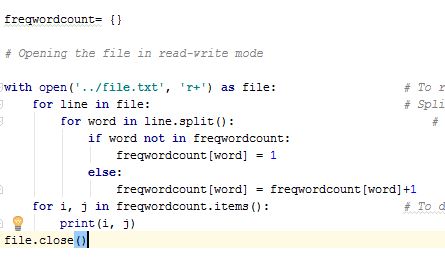 freqwordcount= {}
# Opening the file in read-write mode
with open('../file.txt', 'r+') as file: # To r
    for line in file: # Spli
        for word in line.split(): #
            if word not in freqwordcount:
                freqwordcount[word] = 1
            else:
                freqwordcount[word] = freqwordcount[word]+1
    for i, j in freqwordcount.items(): # To d
        print(i, j)
file.close()